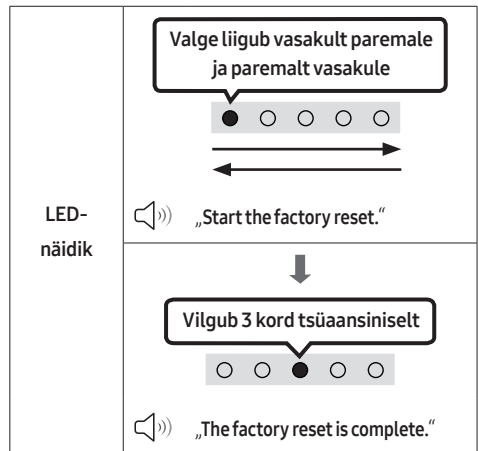 Valge liigub vasakult paremale
ja paremalt vasakule
LED-
näidik
„Start the factory reset.“
Vilgub 3 kord tsüaansiniselt
„The factory reset is complete.“